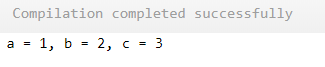 Compilation completed successfully
a = 1, b = 2, c = 3